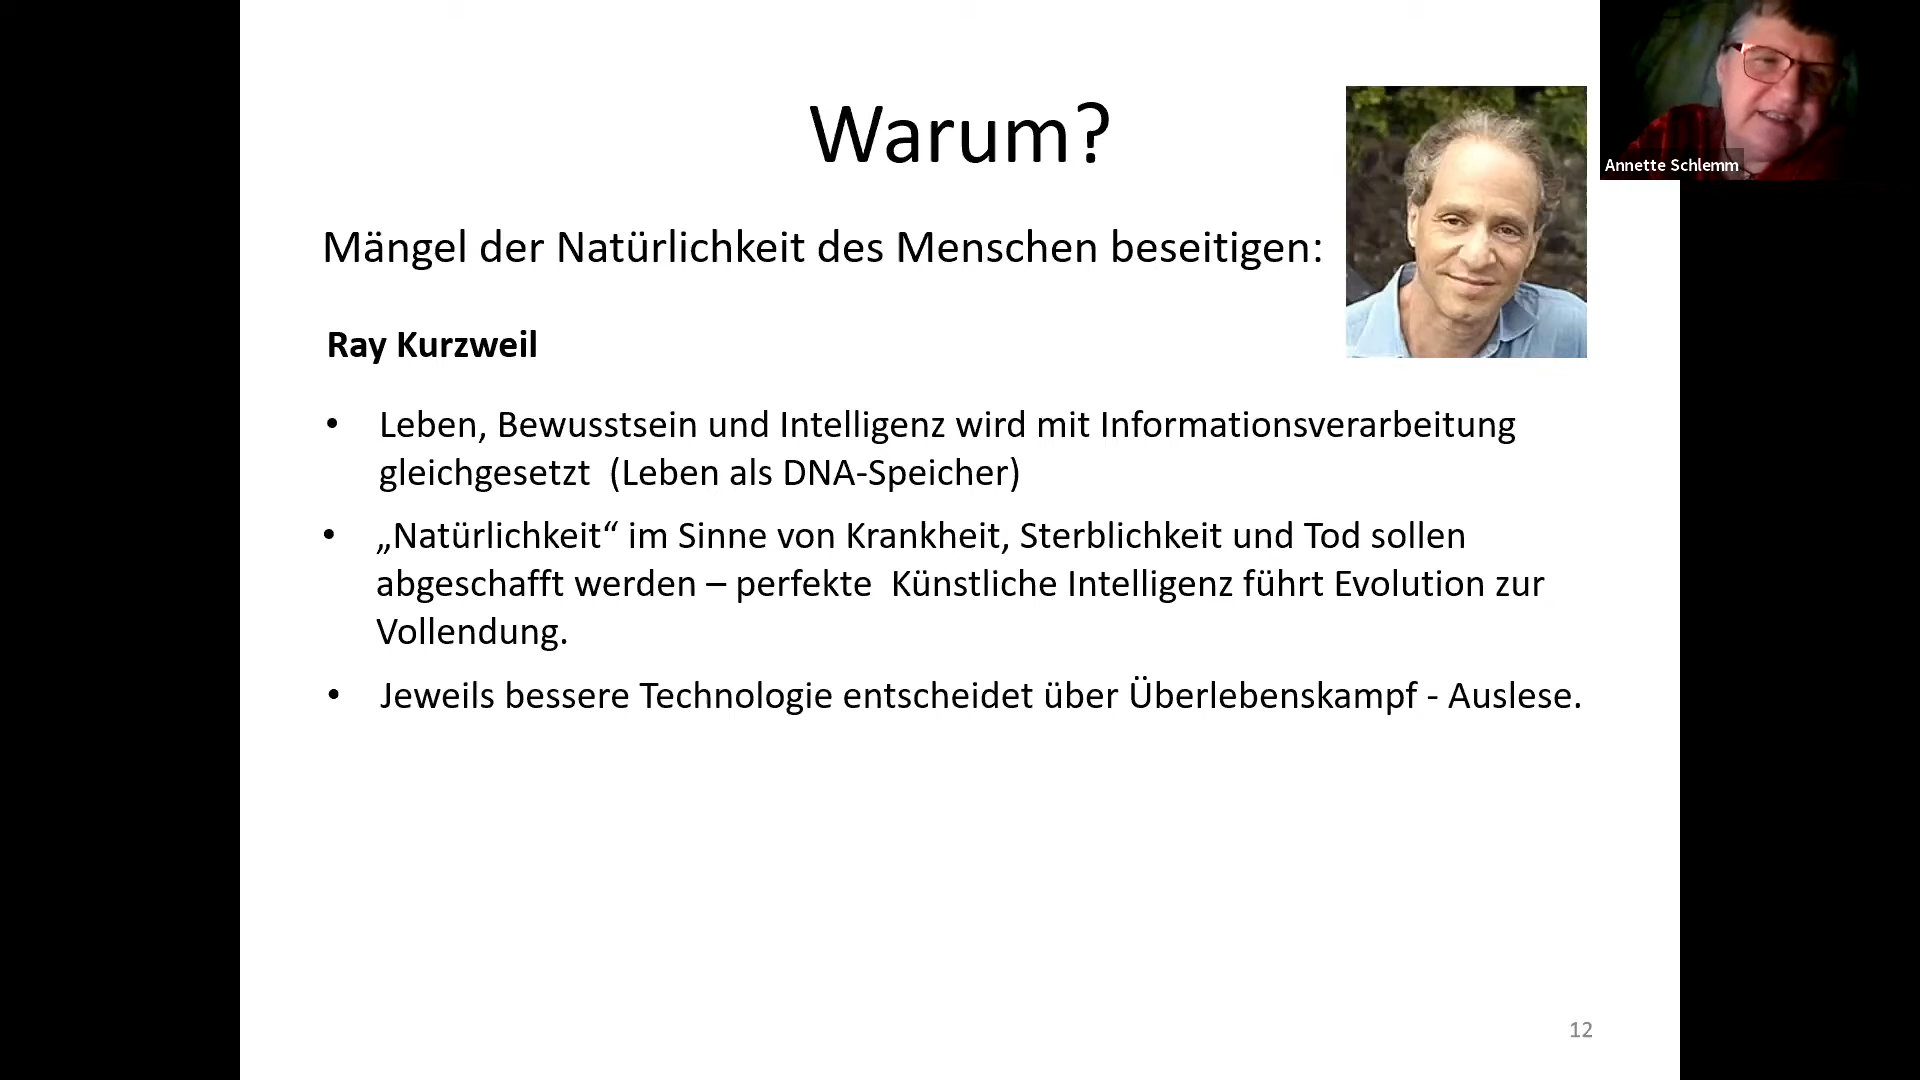 Warum?
Annette Schlemm
Mängel der Natürlichkeit des Menschen beseitigen:
Ray Kurzweil
• Leben, Bewusstsein und Intelligenz wird mit Informationsverarbeitung
gleichgesetzt (Leben als DNA-Speicher)
• „Natürlichkeit“ im Sinne von Krankheit, Sterblichkeit und Tod sollen
abgeschafft werden – perfekte Künstliche Intelligenz führt Evolution zur
Vollendung.
• Jeweils bessere Technologie entscheidet über Überlebenskampf - Auslese.
12